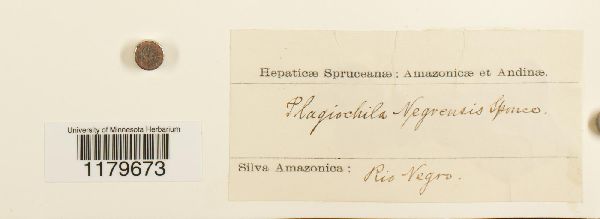 Hepaticæ Spruceanæ: Amazonicæ et Andinæ.
Plagiochila Negrensis Spruce.
University of Minnesota Herbarium
1179673
Silva Amazonica: Rio Negro.